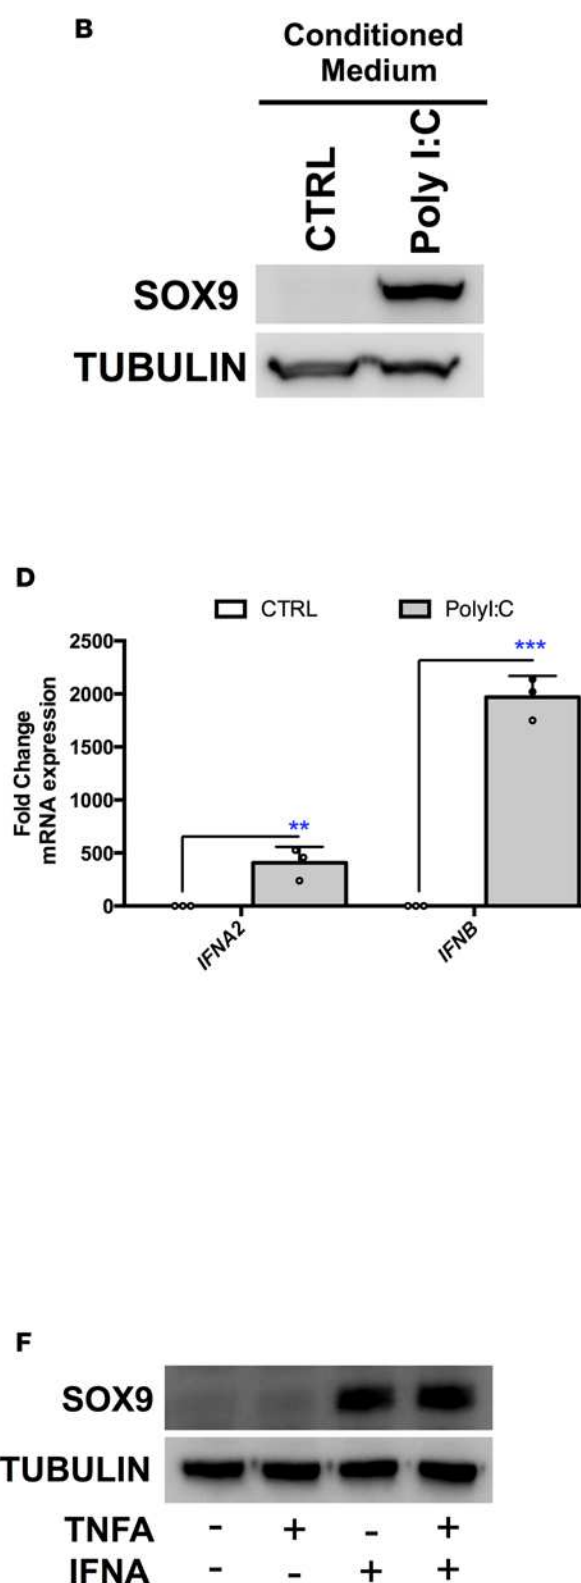 B
Conditioned
Medium
CTRL
Poly I:C
SOX9
TUBULIN
D
CTRL
PolyI:C
Fold Change
mRNA expression
2500
2000
1500
1000
500
0
**
***
IFNA2
IFNB
F
SOX9
TUBULIN
TNFA - + - +
IFNA - - + +